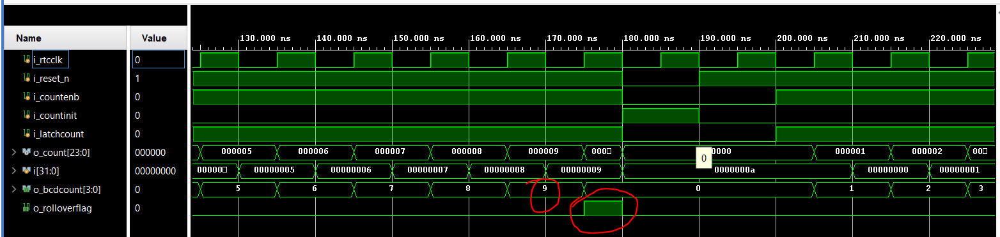 Name Value 130.000 ns 140.000 ns 150.000 ns 160.000 ns 170.000 ns 180.000 ns 190.000 ns 200.000 ns 210.000 ns 220.000 ns
i_rtcclk 0
i_reset_n 1
i_countenb 0
i_countinit 0
i_latchcount 0
o_count[23:0] 000000 000005 000006 000007 000008 000009 000 0000 000001 000002 00
0
i[31:0] 00000000 00000 00000005 00000006 00000007 00000008 00000009 0000000a 00000000 00000001
o_bcdcount[3:0] 0 5 6 7 8 9 0 1 2 3
o_rolloverflag 0